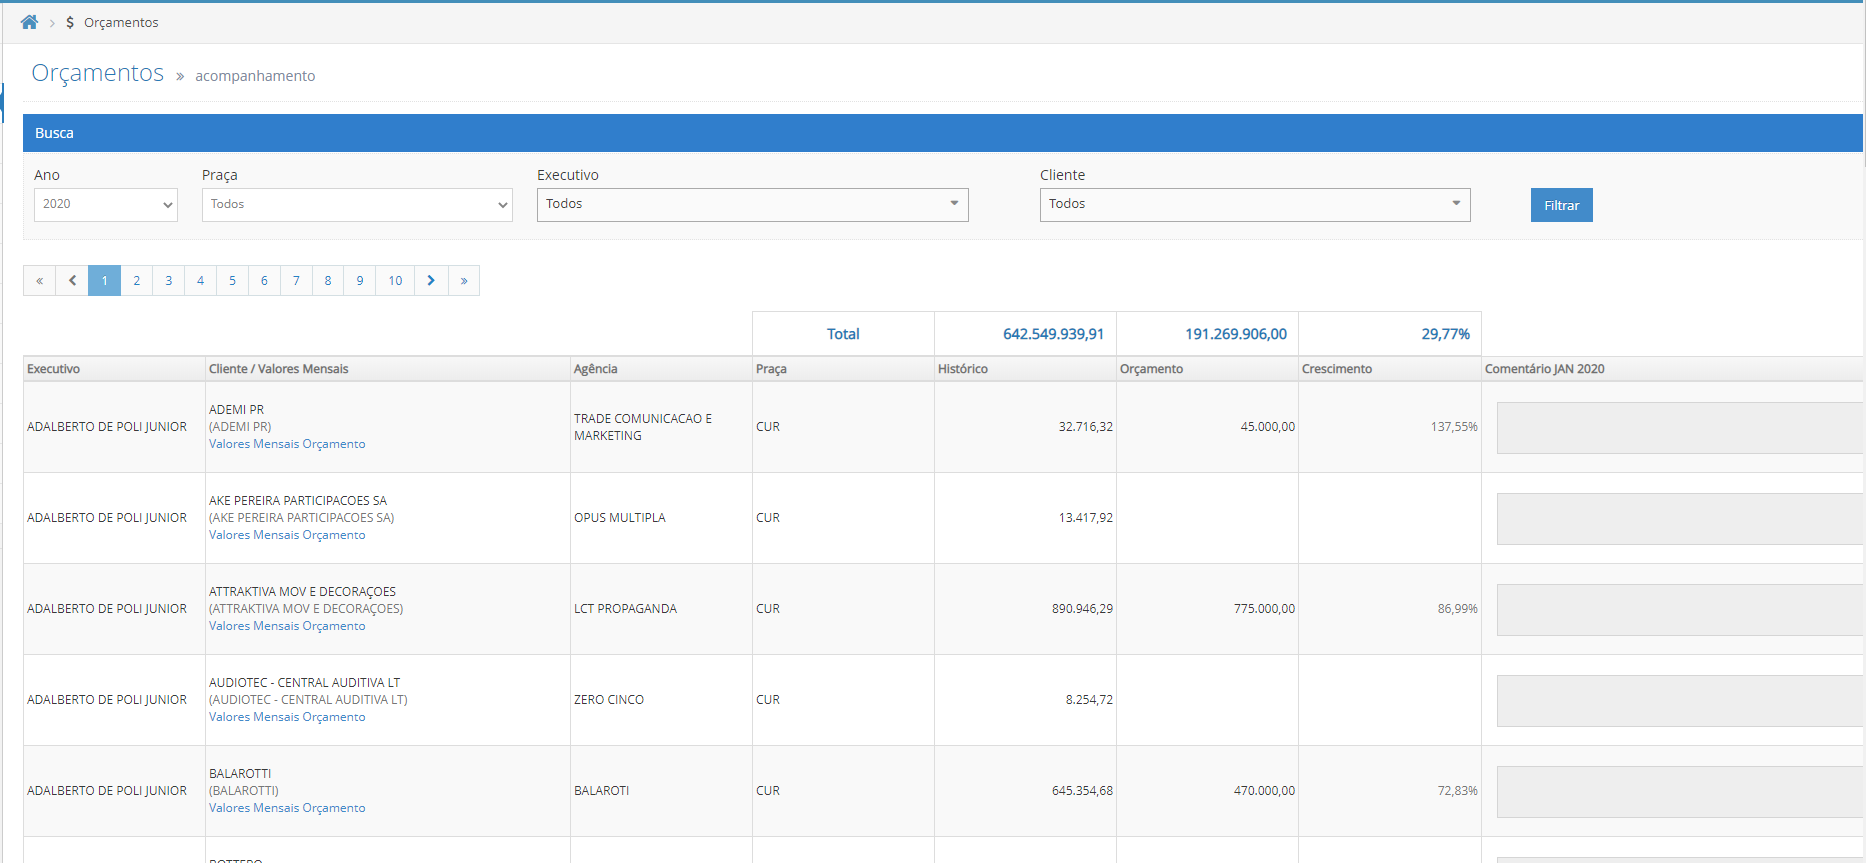 $ Orçamentos
Orçamentos » acompanhamento
Busca
Ano Praça Executivo Cliente
2020 Todos Todos Todos Filtrar
« 1 2 3 4 5 6 7 8 9 10 »
Total 642.549.939,91 191.269.906,00 29,77%
Executivo Cliente / Valores Mensais Agência Praça Histórico Orçamento Crescimento Comentário JAN 2020
ADALBERTO DE POLI JUNIOR
ADEMI PR
(ADEMI PR)
Valores Mensais Orçamento
TRADE COMUNICACAO E
MARKETING
CUR 32.716,32 45.000,00 137,55%
ADALBERTO DE POLI JUNIOR
AKE PEREIRA PARTICIPACOES SA
(AKE PEREIRA PARTICIPACOES SA)
Valores Mensais Orçamento
OPUS MULTIPLA CUR 13.417,92
ADALBERTO DE POLI JUNIOR
ATTRAKTIVA MOV E DECORAÇOES
(ATTRAKTIVA MOV E DECORAÇOES)
Valores Mensais Orçamento
LCT PROPAGANDA CUR 890.946,29 775.000,00 86,99%
ADALBERTO DE POLI JUNIOR
AUDIOTEC - CENTRAL AUDITIVA LT
(AUDIOTEC - CENTRAL AUDITIVA LT)
Valores Mensais Orçamento
ZERO CINCO CUR 8.254,72
ADALBERTO DE POLI JUNIOR
BALAROTTI
(BALAROTTI)
Valores Mensais Orçamento
BALAROTI CUR 645.354,68 470.000,00 72,83%